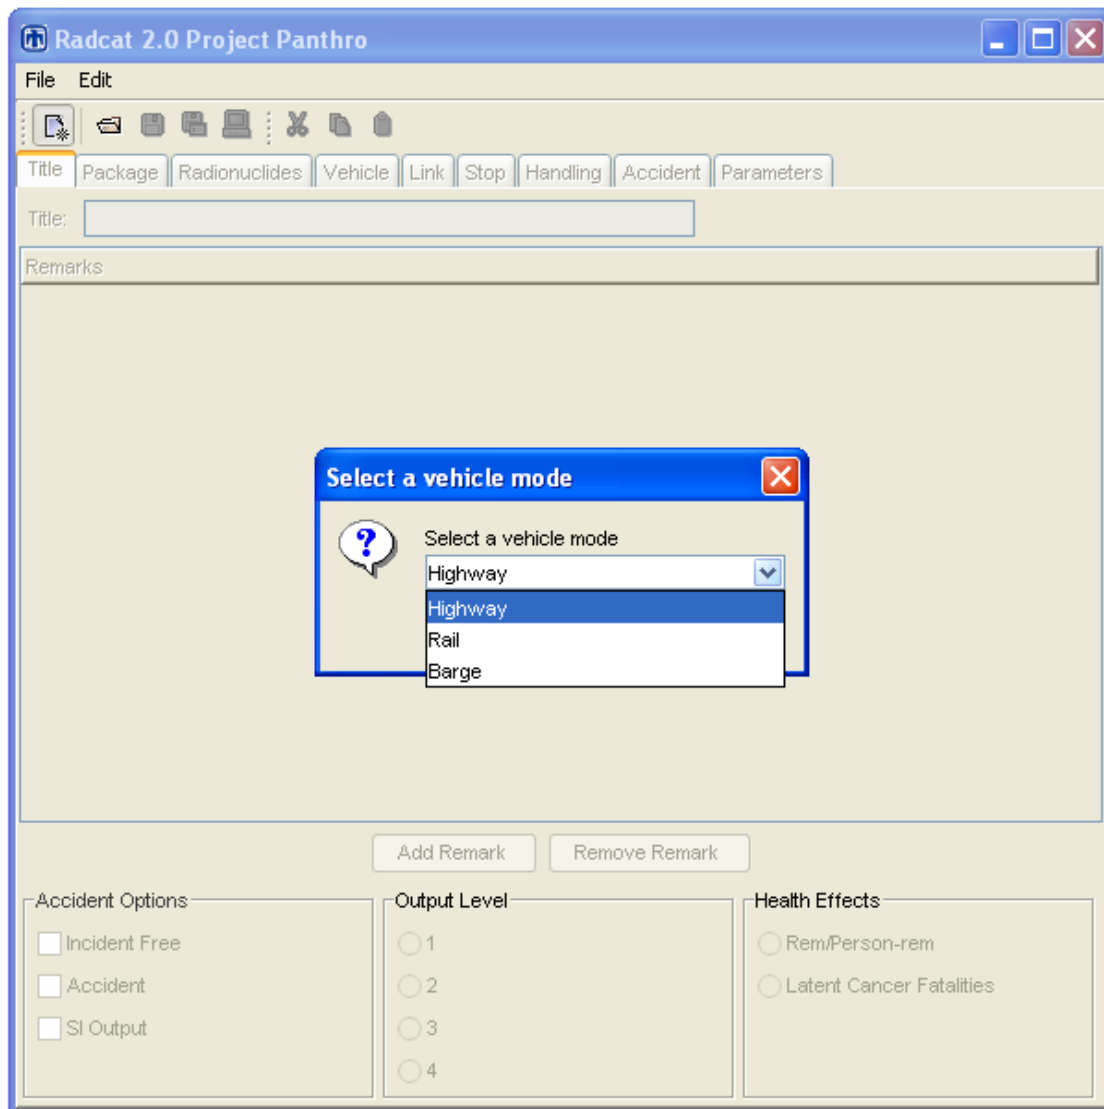 Radcat 2.0 Project Panthro
File Edit
Title Package Radionuclides Vehicle Link Stop Handling Accident Parameters
Title:
Remarks
Select a vehicle mode
?
Select a vehicle mode
Highway
Highway
Rail
Barge
Add Remark Remove Remark
Accident Options Output Level Health Effects
Incident Free 1 Rem/Person-rem
Accident 2 Latent Cancer Fatalities
SI Output 3
4